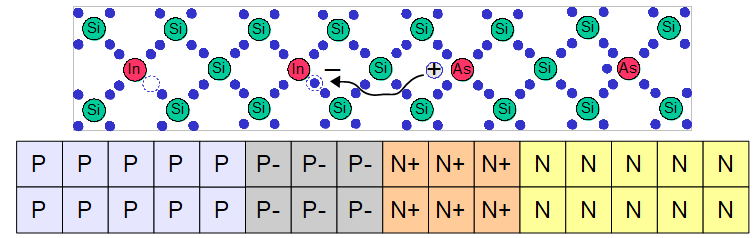 Si Si Si Si Si Si Si Si
In Si In − Si + As Si As
Si Si Si Si Si Si Si Si
P P P P P P- P- P- N+ N+ N+ N N N N N
P P P P P P- P- P- N+ N+ N+ N N N N N